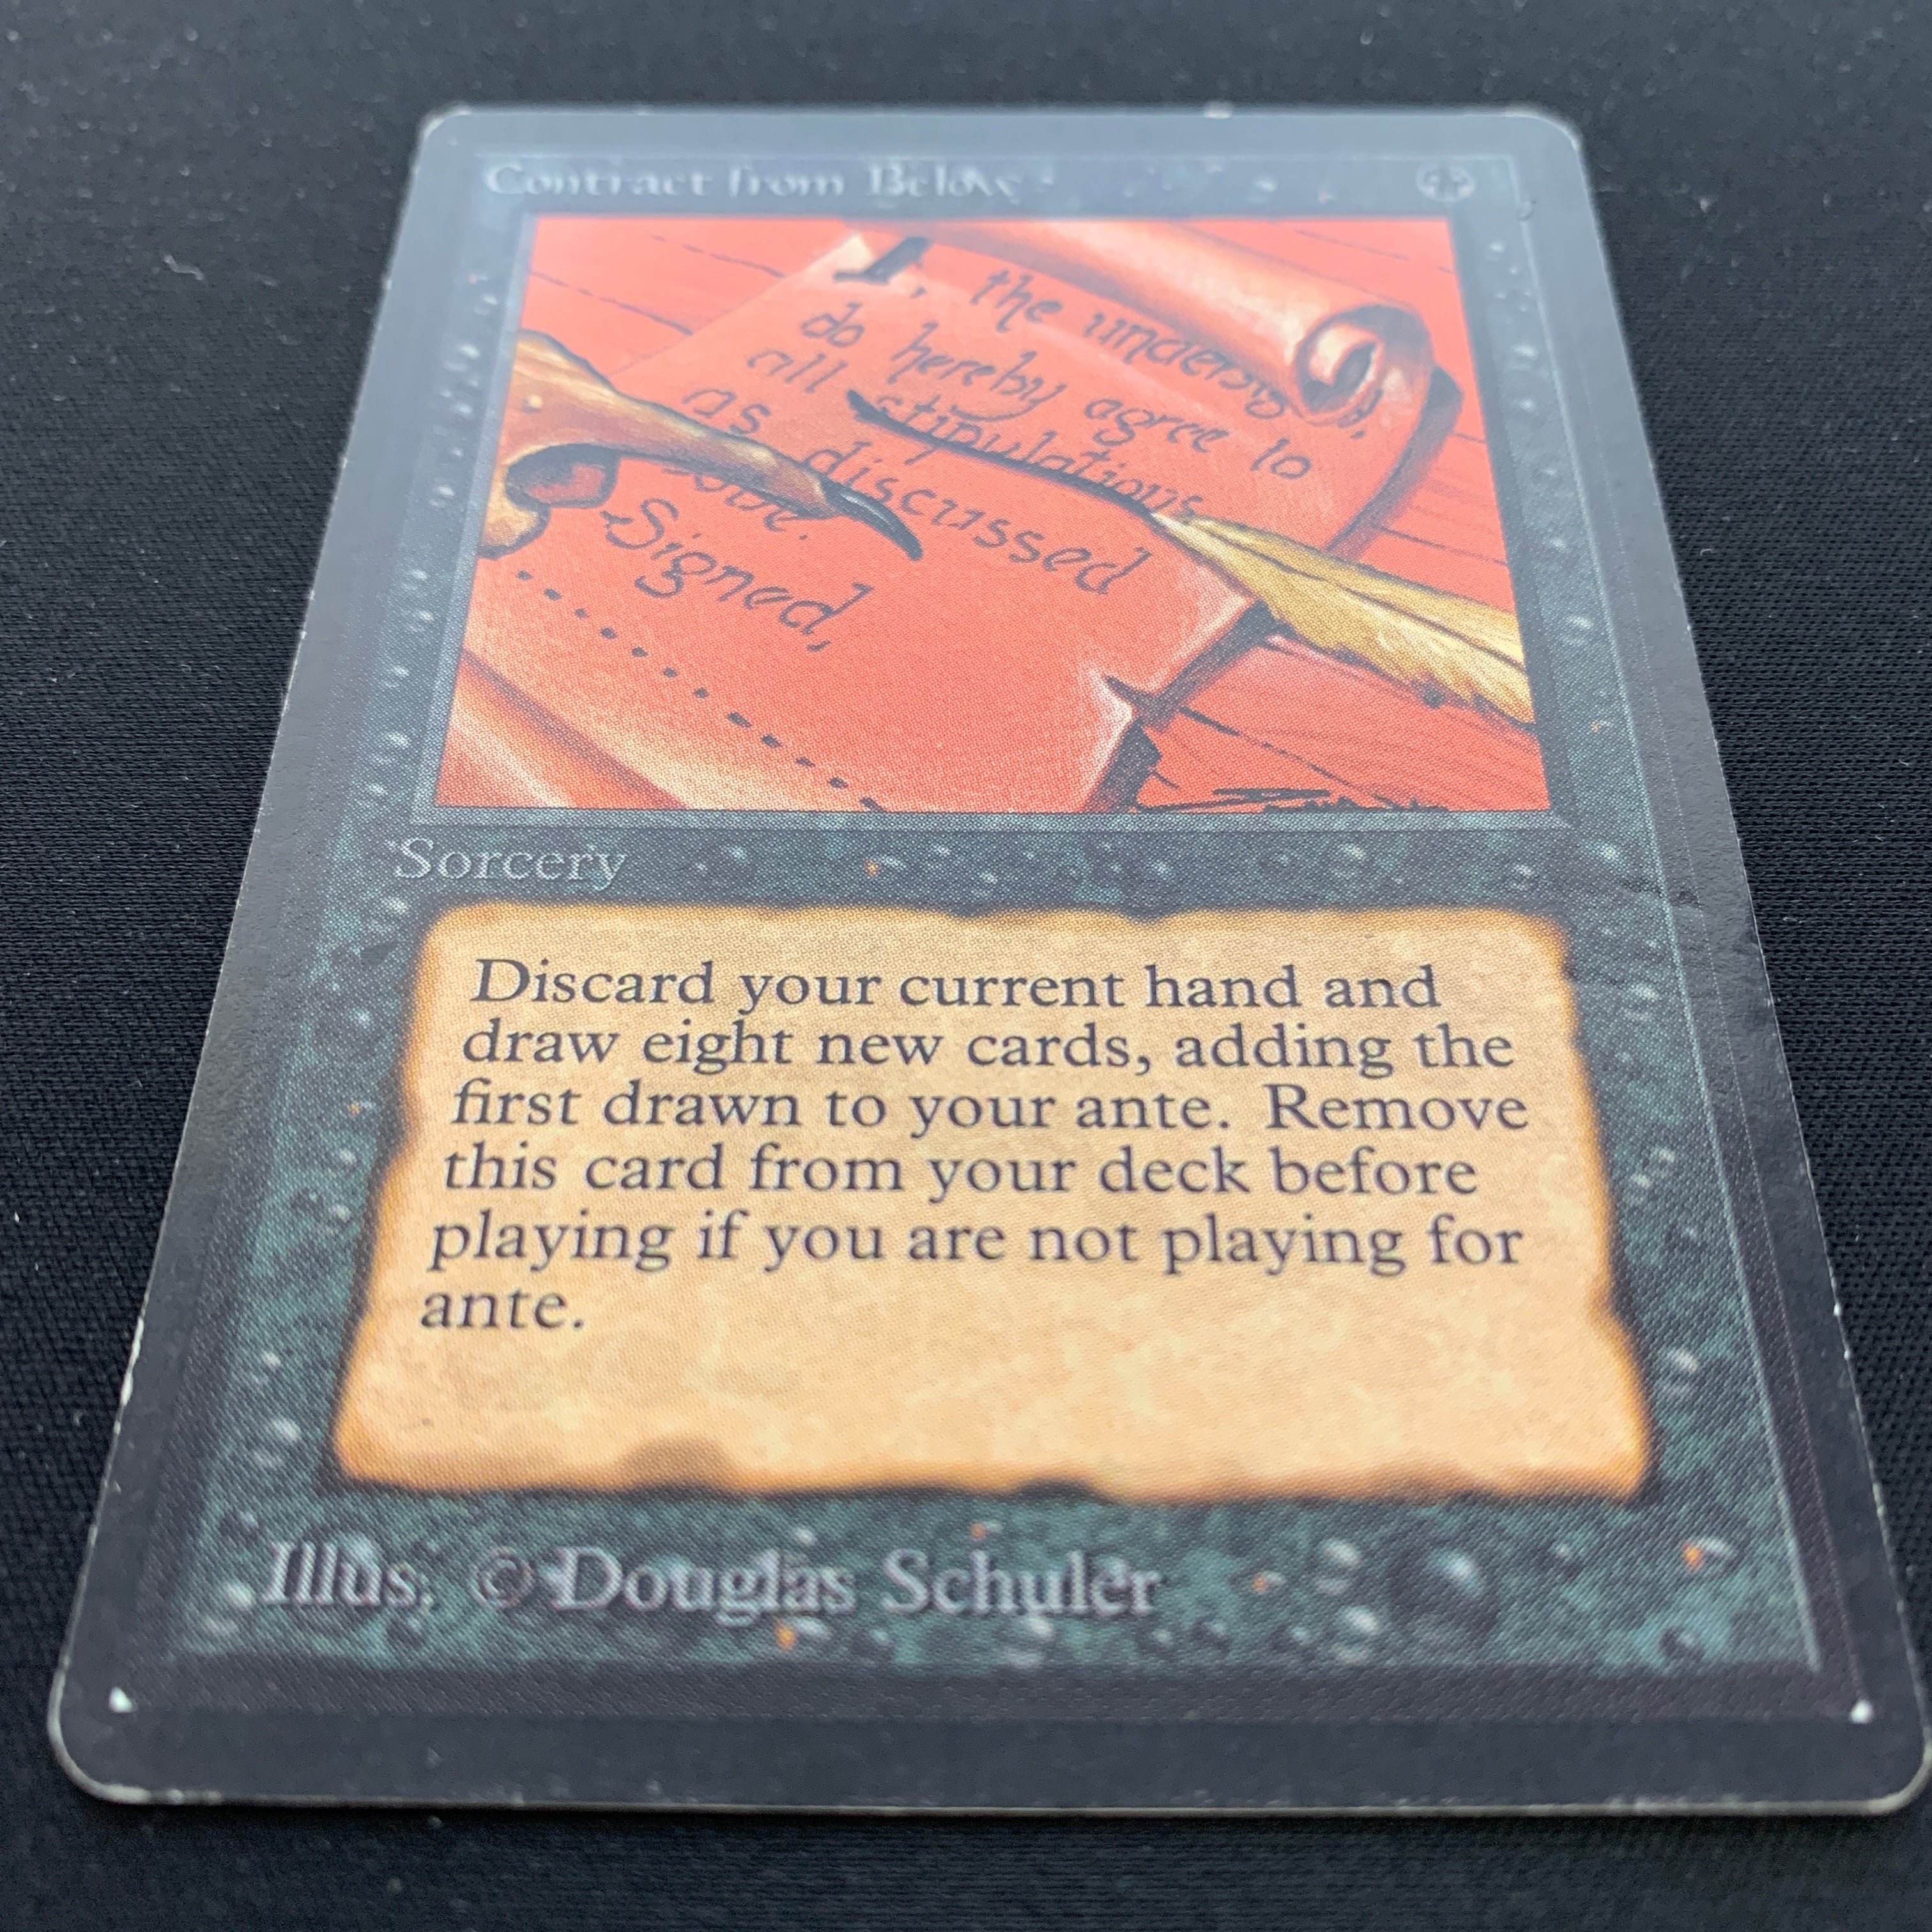 Contract from Below
I, the undersig
do hereby agree to
all stipulations
as discussed
Signed,
Sorcery
Discard your current hand and
draw eight new cards, adding the
first drawn to your ante. Remove
this card from your deck before
playing if you are not playing for
ante.
Illus. © Douglas Schuler